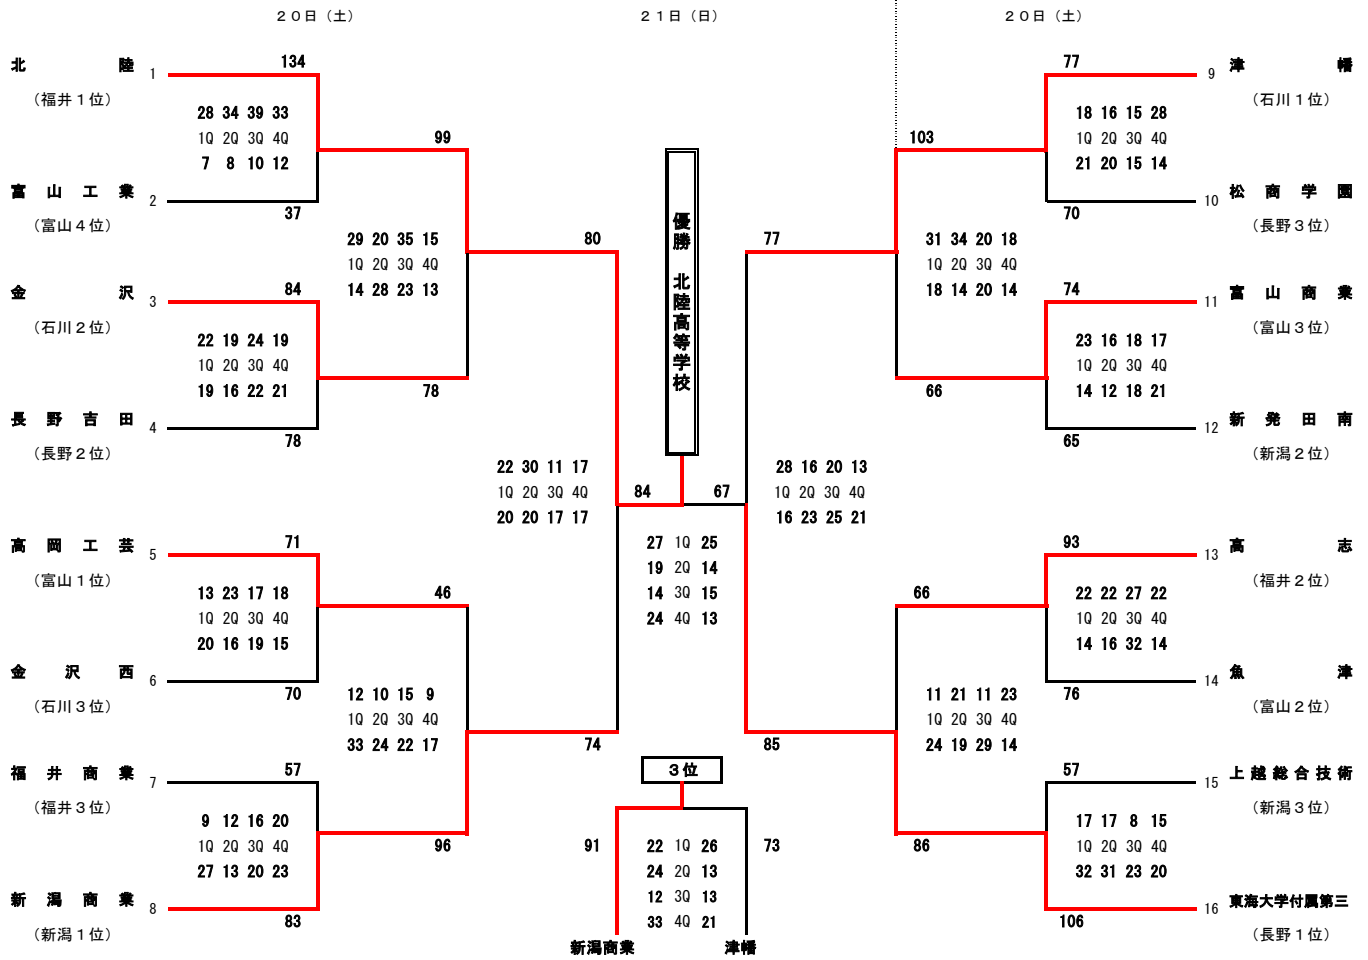 ２０日（土）
２１日（日）
２０日（土）
北陸
1
134
（福井１位）
28 34 39 33
1Q 2Q 3Q 4Q
7 8 10 12
富山工業
2
37
（富山４位）
99
29 20 35 15
1Q 2Q 3Q 4Q
14 28 23 13
金沢
3
84
（石川２位）
22 19 24 19
1Q 2Q 3Q 4Q
19 16 22 21
78
長野吉田
4
78
（長野２位）
80
22 30 11 17
1Q 2Q 3Q 4Q
20 20 17 17
高岡工芸
5
71
（富山１位）
13 23 17 18
1Q 2Q 3Q 4Q
20 16 19 15
金沢西
6
70
（石川３位）
46
12 10 15 9
1Q 2Q 3Q 4Q
33 24 22 17
74
福井商業
7
57
（福井３位）
9 12 16 20
1Q 2Q 3Q 4Q
27 13 20 23
96
新潟商業
8
83
（新潟１位）
優勝　北陸高等学校
84
67
27 1Q 25
19 2Q 14
14 3Q 15
24 4Q 13
３位
91
73
22 1Q 26
24 2Q 13
12 3Q 13
33 4Q 21
新潟商業
津幡
77
津幡
9
77
（石川１位）
18 16 15 28
1Q 2Q 3Q 4Q
21 20 15 14
103
松商学園
10
70
（長野３位）
31 34 20 18
1Q 2Q 3Q 4Q
18 14 20 14
富山商業
11
74
（富山３位）
23 16 18 17
1Q 2Q 3Q 4Q
14 12 18 21
66
新発田南
12
65
（新潟２位）
28 16 20 13
1Q 2Q 3Q 4Q
16 23 25 21
高志
13
93
（福井２位）
22 22 27 22
1Q 2Q 3Q 4Q
14 16 32 14
66
魚津
14
76
（富山２位）
11 21 11 23
1Q 2Q 3Q 4Q
24 19 29 14
85
上越総合技術
15
57
（新潟３位）
17 17 8 15
1Q 2Q 3Q 4Q
32 31 23 20
86
東海大学付属第三
16
106
（長野１位）